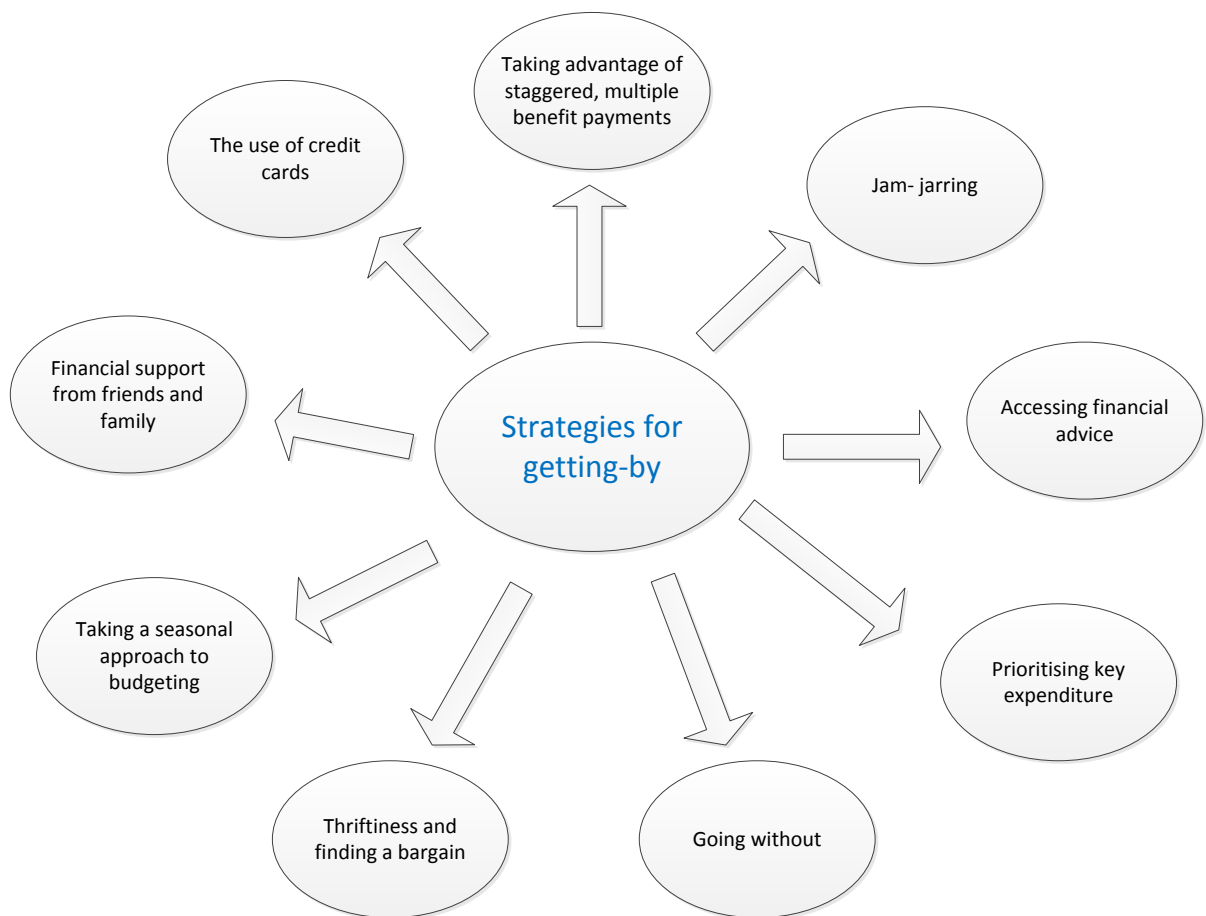 Taking advantage of
staggered, multiple
benefit payments
The use of credit
cards
Jam- jarring
Financial support
from friends and
family
Strategies for
getting-by
Accessing financial
advice
Taking a seasonal
approach to
budgeting
Prioritising key
expenditure
Thriftiness and
finding a bargain
Going without